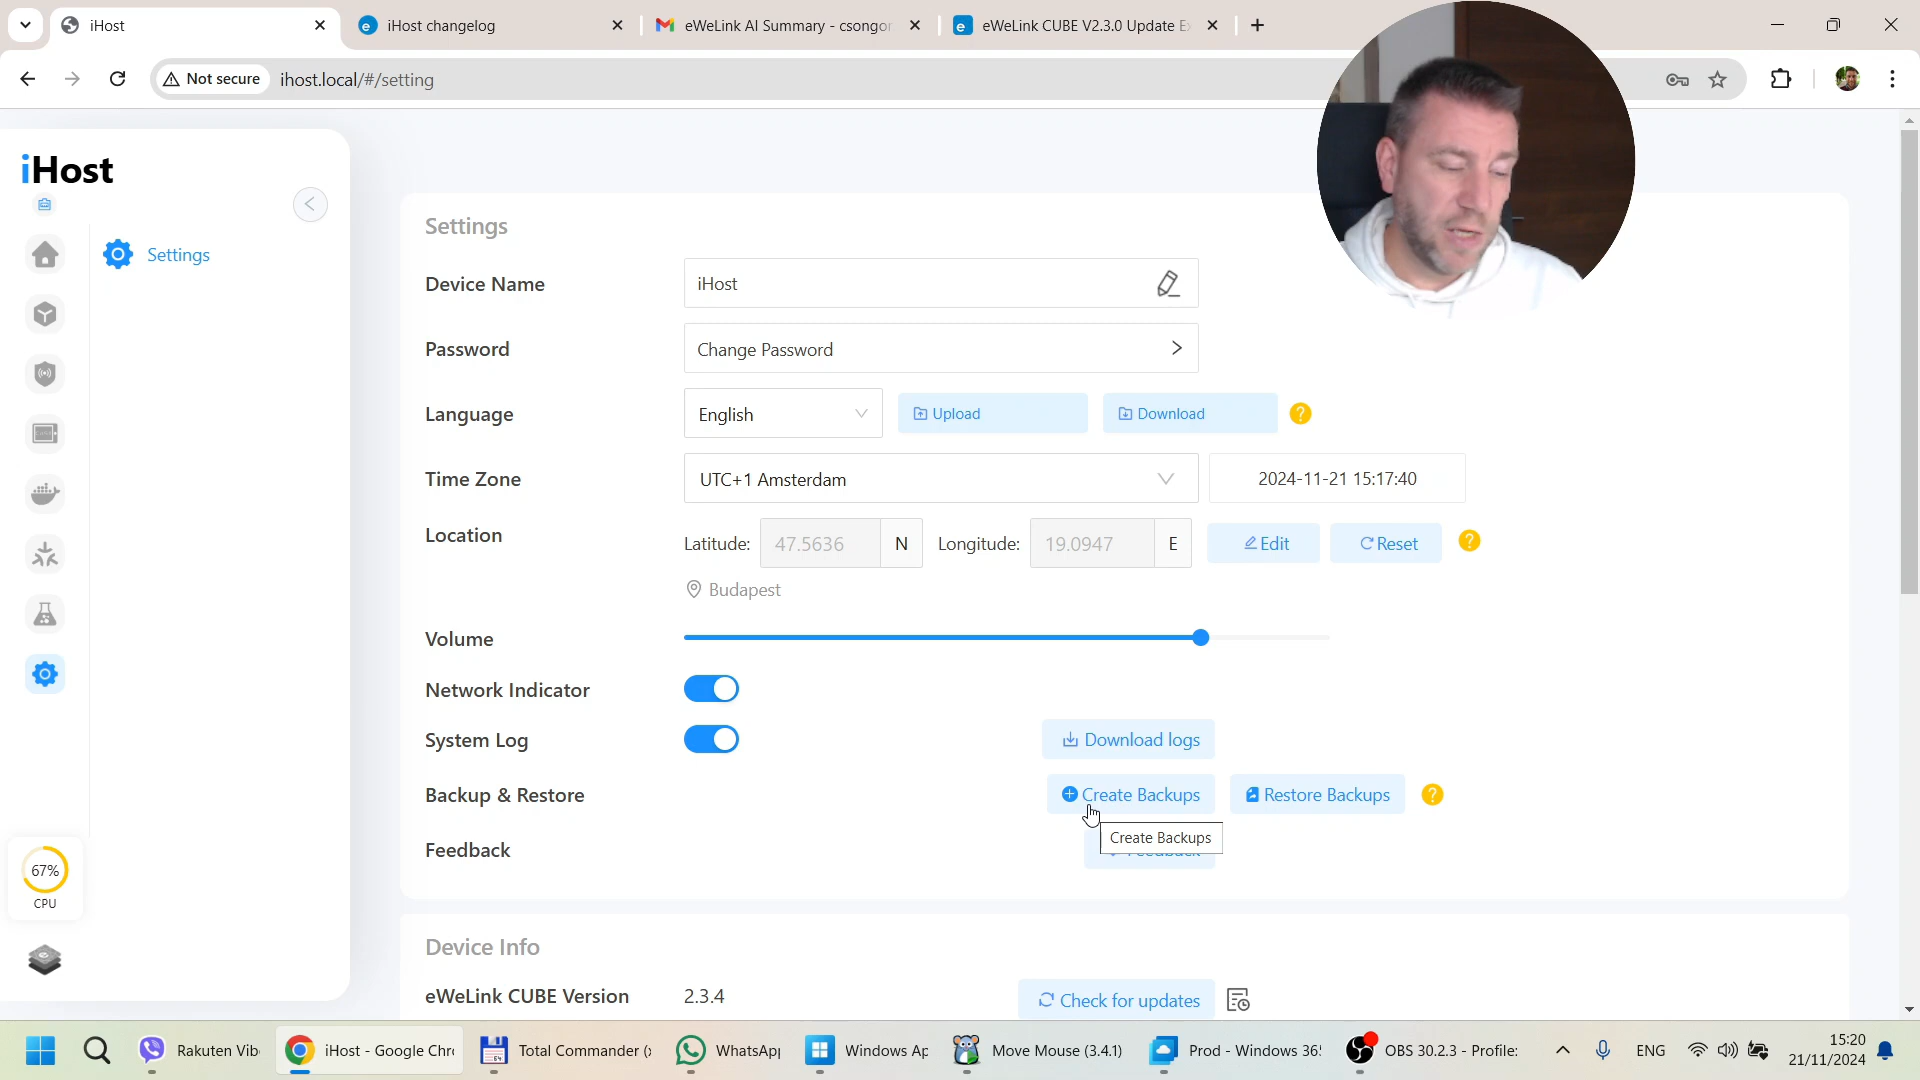 iHost
iHost changelog
eWeLink AI Summary - csongor
eWeLink CUBE V2.3.0 Update E
Not secure
ihost.local/#/setting
iHost
Settings
Settings
Device Name
iHost
Password
Change Password
Language
English
Upload
Download
?
Time Zone
UTC+1 Amsterdam
2024-11-21 15:17:40
Location
Latitude:
47.5636
N
Longitude:
19.0947
E
Edit
Reset
?
Budapest
Volume
Network Indicator
System Log
Download logs
Backup & Restore
Create Backups
Restore Backups
?
Create Backups
Feedback
Feedback
67%
CPU
Device Info
eWeLink CUBE Version
2.3.4
Check for updates
Rakuten Vib
iHost - Google Chr
Total Commander (
WhatsAp
Windows Ap
Move Mouse (3.4.1)
Prod - Windows 36
OBS 30.2.3 - Profile:
ENG
15:20
21/11/2024